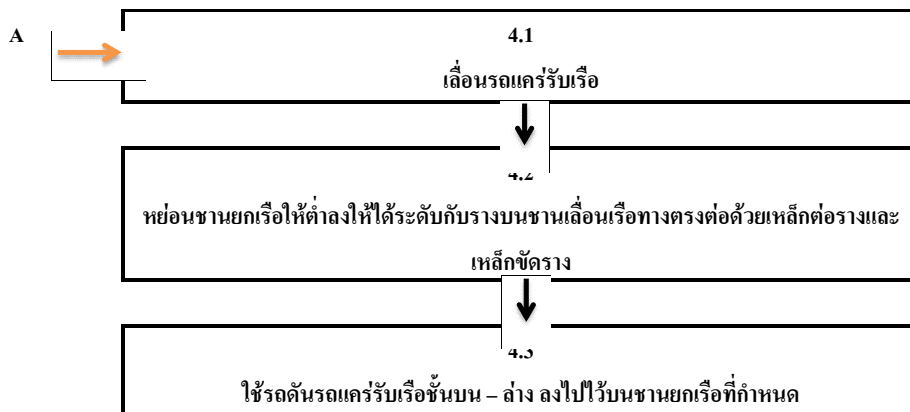 A
4.1
เลื่อนรถแคร่รับเรือ
4.2
หย่อนชานยกเรือให้ต่ำลงให้ได้ระดับกับรางบนชานเลื่อนเรือทางตรงต่อด้วยเหล็กต่อรางและ
เหล็กขัดราง
4.3
ใช้รถดันรถแคร่รับเรือชั้นบน – ล่าง ลงไปไว้บนชานยกเรือที่กำหนด